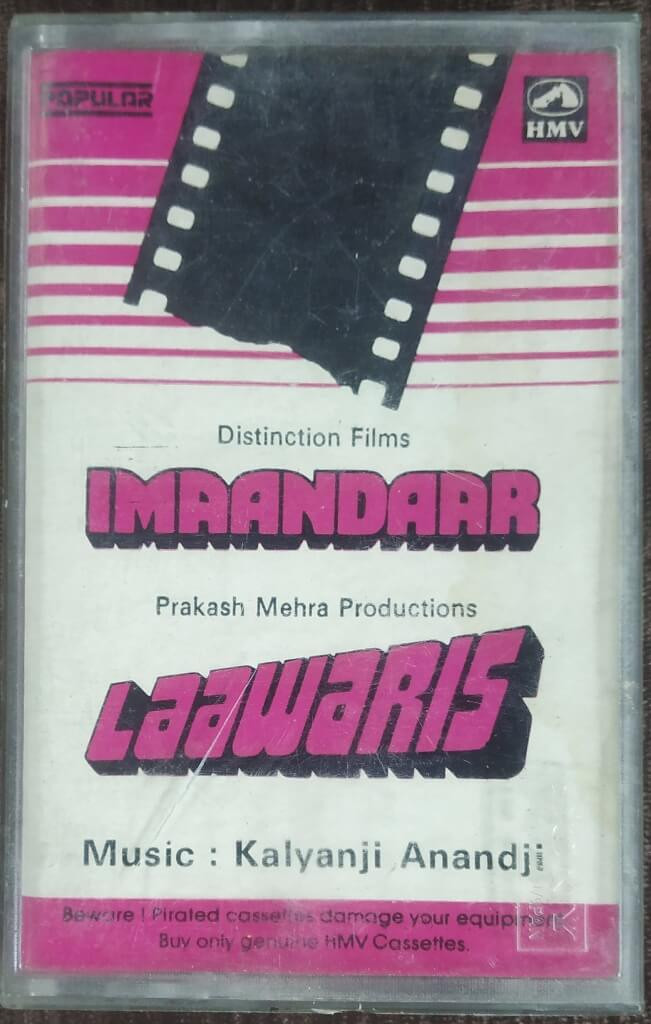 POPULAR
HMV
Distinction Films
IMAANDAAR
Prakash Mehra Productions
LaawaRIS
Music : Kalyanji Anandji
Beware ! Pirated cassettes damage your equipment.
Buy only genuine HMV Cassettes.